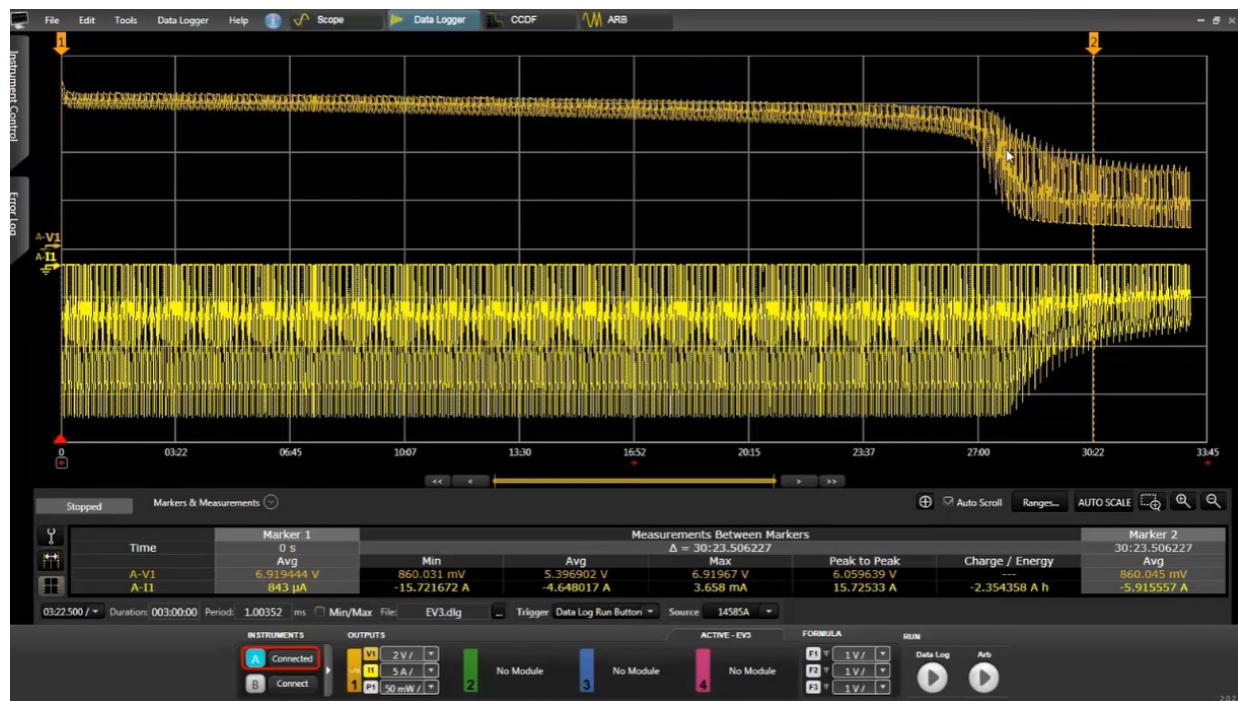 File Edit Tools Data Logger Help Scope Data Logger CCDF ARB
Instrument Control
Error Log
1 2
A-V1
A-I1
0 03:22 06:45 10:07 13:30 16:52 20:15 23:37 27:00 30:22 33:45
<< < > >>
Stopped Markers & Measurements Auto Scroll Ranges... AUTO SCALE
Marker 1 Measurements Between Markers Marker 2
Time 0 s Δ = 30:23.506227 30:23.506227
Avg Min Avg Max Peak to Peak Charge / Energy Avg
A-V1 6.919444 V 860.031 mV 5.396902 V 6.91967 V 6.059639 V --- 860.045 mV
A-I1 843 µA -15.721672 A -4.648017 A 3.658 mA 15.72533 A -2.354358 A h -5.915557 A
03:22.500 / Duration: 003:00:00 Period: 1.00352 ms Min/Max File: EV3.dlg ... Trigger Data Log Run Button Source 14585A
INSTRUMENTS OUTPUTS ACTIVE - EV3 FORMULA RUN
A Connected V1 2 V / F1 1 V / Data Log Arb
I1 5 A / No Module No Module No Module F2 1 V /
B Connect 1 P1 50 mW / 2 3 4 F3 1 V /
2.0.2